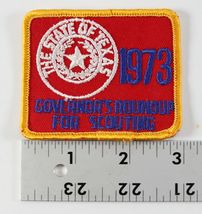 THE STATE OF TEXAS
1973
GOVERNOR'S ROUNDUP
FOR SCOUTING
1 2 3
23 22 21